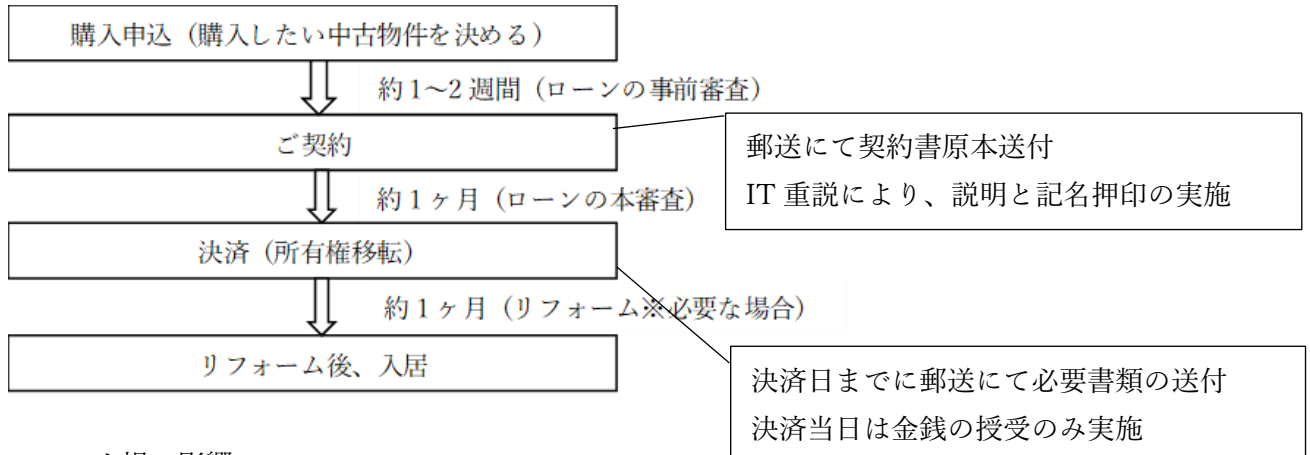 購入申込（購入したい中古物件を決める）
約1～2週間（ローンの事前審査）
ご契約
郵送にて契約書原本送付
IT 重説により、説明と記名押印の実施
約1ヶ月（ローンの本審査）
決済（所有権移転）
約1ヶ月（リフォーム※必要な場合）
リフォーム後、入居
決済日までに郵送にて必要書類の送付
決済当日は金銭の授受のみ実施